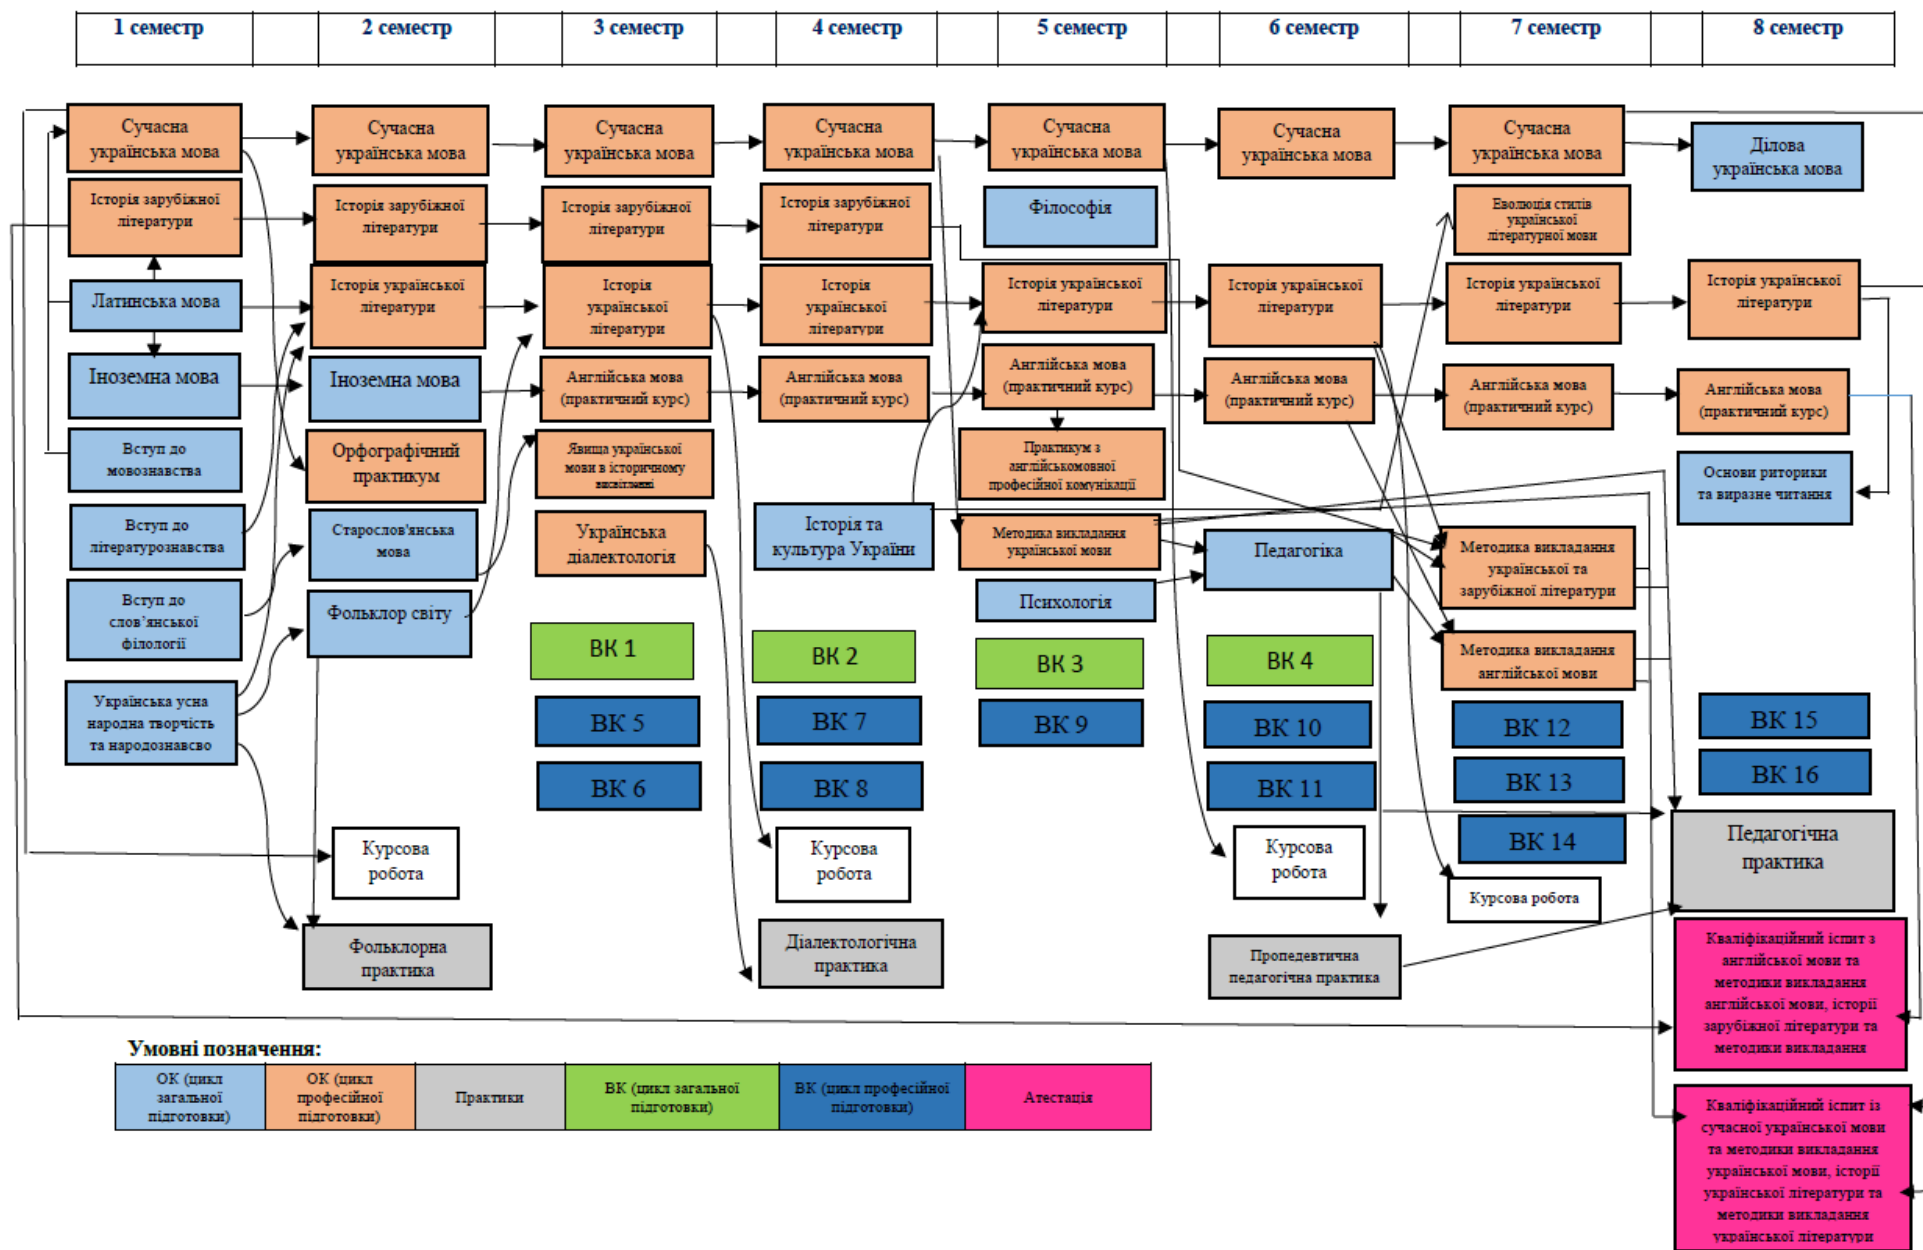 1 семестр
2 семестр
3 семестр
4 семестр
5 семестр
6 семестр
7 семестр
8 семестр
Сучасна
українська мова
Історія зарубіжної
літератури
Латинська мова
Іноземна мова
Вступ до
мовознавства
Вступ до
літературознавства
Вступ до
слов’янської
філології
Українська усна
народна творчість
та народознавсво
Сучасна
українська мова
Історія зарубіжної
літератури
Історія української
літератури
Іноземна мова
Орфографічний
практикум
Старослов'янська
мова
Фольклор світу
Курсова
робота
Фольклорна
практика
Сучасна
українська мова
Історія зарубіжної
літератури
Історія
української
літератури
Англійська мова
(практичний курс)
Явища української
мови в історичному
висвітленні
Українська
діалектологія
ВК 1
ВК 5
ВК 6
Сучасна
українська мова
Історія зарубіжної
літератури
Історія
української
літератури
Англійська мова
(практичний курс)
Історія та
культура України
ВК 2
ВК 7
ВК 8
Курсова
робота
Діалектологічна
практика
Сучасна
українська мова
Філософія
Історія української
літератури
Англійська мова
(практичний курс)
Практикум з
англійськомовної
професійної комунікації
Методика викладання
української мови
Психологія
ВК 3
ВК 9
Сучасна
українська мова
Історія української
літератури
Англійська мова
(практичний курс)
Педагогіка
ВК 4
ВК 10
ВК 11
Курсова
робота
Пропедевтична
педагогічна практика
Сучасна
українська мова
Еволюція стилів
української
літературної мови
Історія української
літератури
Англійська мова
(практичний курс)
Методика викладання
української та
зарубіжної літератури
Методика викладання
англійської мови
ВК 12
ВК 13
ВК 14
Курсова робота
Ділова
українська мова
Історія української
літератури
Англійська мова
(практичний курс)
Основи риторики
та виразне читання
ВК 15
ВК 16
Педагогічна
практика
Кваліфікаційний іспит з
англійської мови та
методики викладання
англійської мови, історії
зарубіжної літератури та
методики викладання
Кваліфікаційний іспит із
сучасної української мови
та методики викладання
української мови, історії
української літератури та
методики викладання
української літератури
Умовні позначення:
ОК (цикл
загальної
підготовки)
ОК (цикл
професійної
підготовки)
Практики
ВК (цикл загальної
підготовки)
ВК (цикл професійної
підготовки)
Атестація